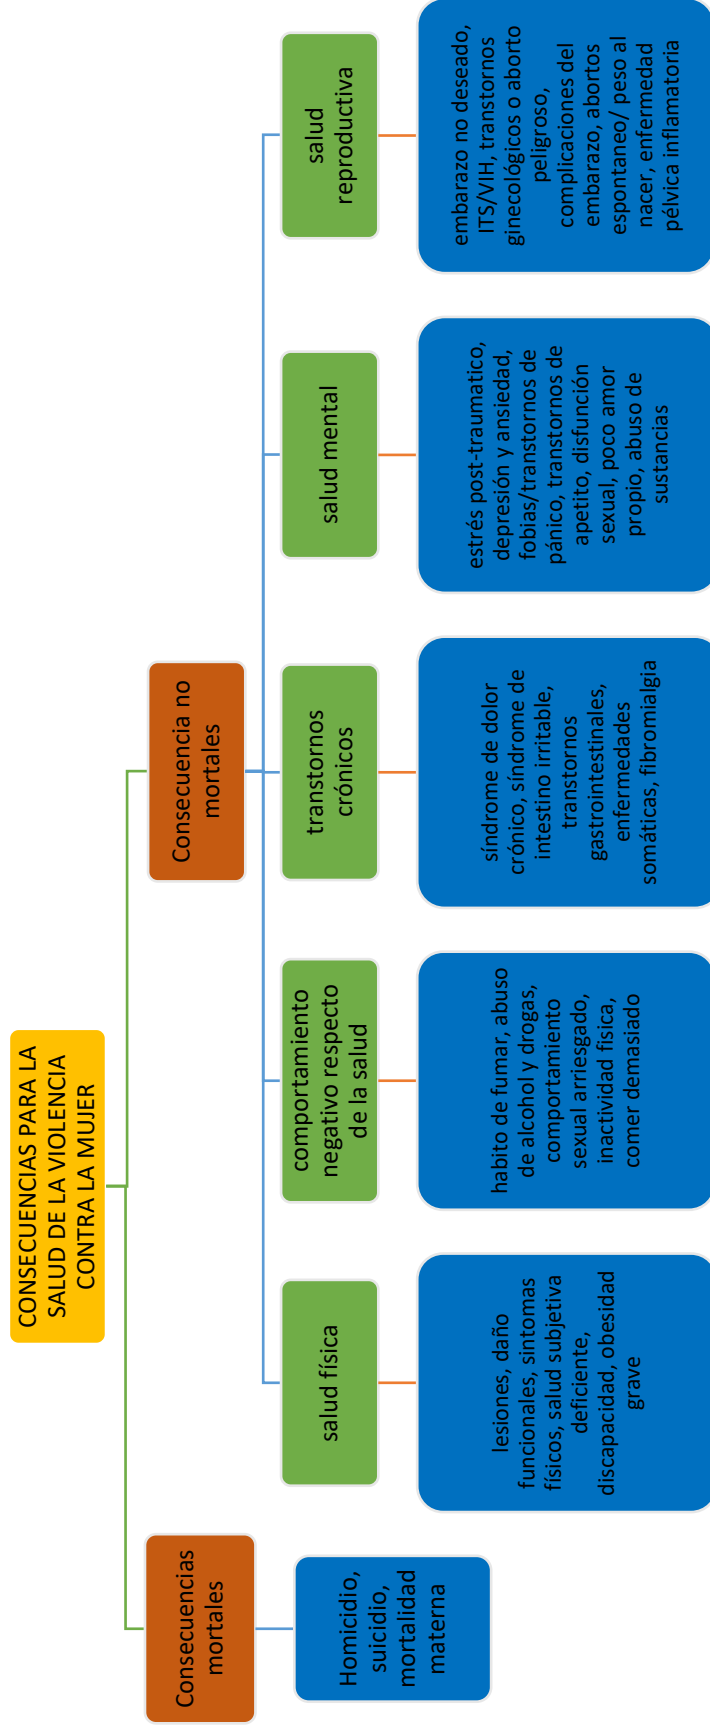 CONSECUENCIAS PARA LA
SALUD DE LA VIOLENCIA
CONTRA LA MUJER
Consecuencias
mortales
Homicidio,
suicidio,
mortalidad
materna
Consecuencia no
mortales
salud física
lesiones, daño
funcionales, sintomas
físicos, salud subjetiva
deficiente,
discapacidad, obesidad
grave
comportamiento
negativo respecto
de la salud
habito de fumar, abuso
de alcohol y drogas,
comportamiento
sexual arriesgado,
inactividad física,
comer demasiado
transtornos
crónicos
síndrome de dolor
crónico, síndrome de
intestino irritable,
transtornos
gastrointestinales,
enfermedades
somáticas, fibromialgia
salud mental
estrés post-traumatico,
depresión y ansiedad,
fobias/transtornos de
pánico, transtornos de
apetito, disfunción
sexual, poco amor
propio, abuso de
sustancias
salud
reproductiva
embarazo no deseado,
ITS/VIH, transtornos
ginecológicos o aborto
peligroso,
complicaciones del
embarazo, abortos
espontaneo/ peso al
nacer, enfermedad
pélvica inflamatoria